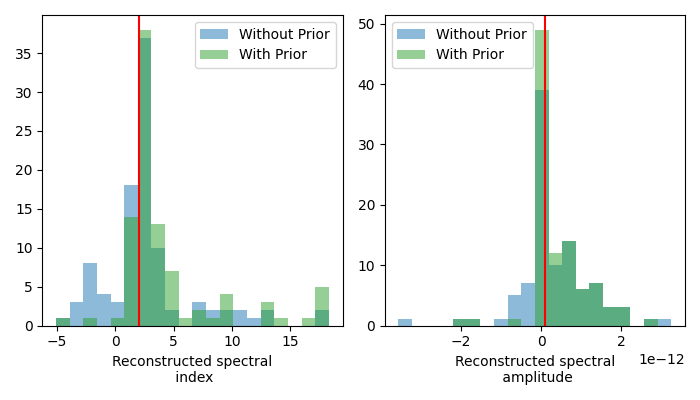 Without Prior
With Prior
35
30
25
20
15
10
5
0
−5
0
5
10
15
Reconstructed spectral
index
Without Prior
With Prior
50
40
30
20
10
0
−2
0
2
1e−12
Reconstructed spectral
amplitude